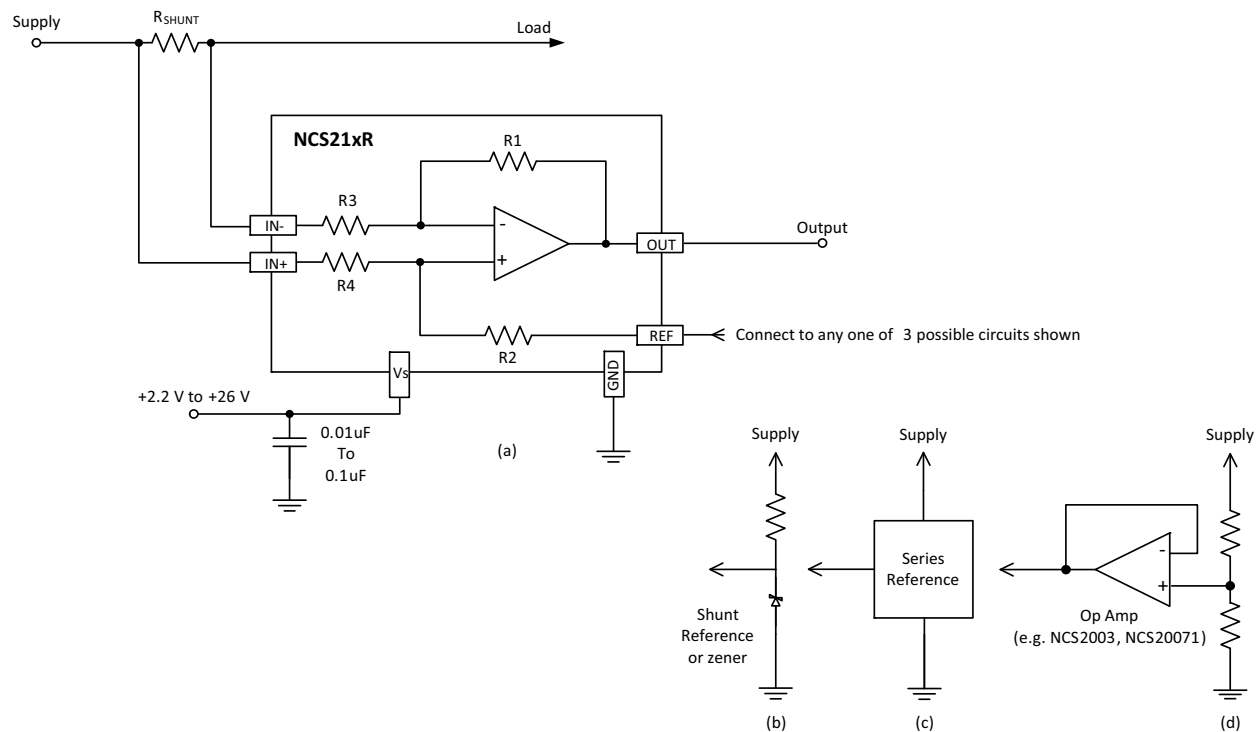 Supply
RSHUNT
Load
NCS21xR
R1
R3
IN-
-
OUT
Output
IN+
+
R4
REF
Connect to any one of 3 possible circuits shown
R2
Vs
GND
+2.2 V to +26 V
0.01uF
To
0.1uF
(a)
Supply
Supply
Supply
Series
Reference
-
+
Shunt
Reference
or zener
Op Amp
(e.g. NCS2003, NCS20071)
(b)
(c)
(d)